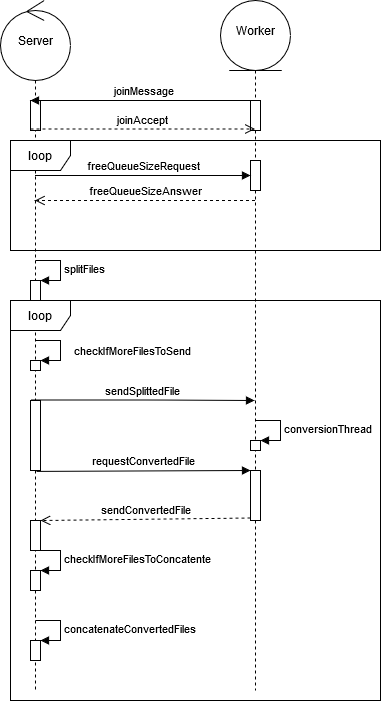 Server
Worker
joinMessage
joinAccept
loop
freeQueueSizeRequest
freeQueueSizeAnswer
splitFiles
loop
checkIfMoreFilesToSend
sendSplittedFile
conversionThread
requestConvertedFile
sendConvertedFile
checkIfMoreFilesToConcatente
concatenateConvertedFiles